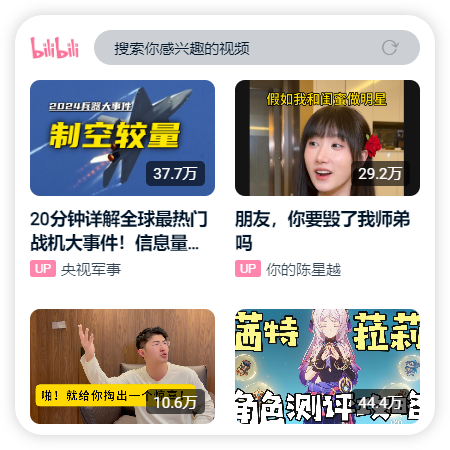 bilibili
搜索你感兴趣的视频
2024兵器大事件
制空较量
37.7万
假如我和闺蜜做明星
29.2万
20分钟详解全球最热门
战机大事件！信息量...
UP 央视军事
朋友，你要毁了我师弟
吗
UP 你的陈星越
啪！就给你掏出一个惊喜
10.6万
茜特菈莉
角色测评
44.4万